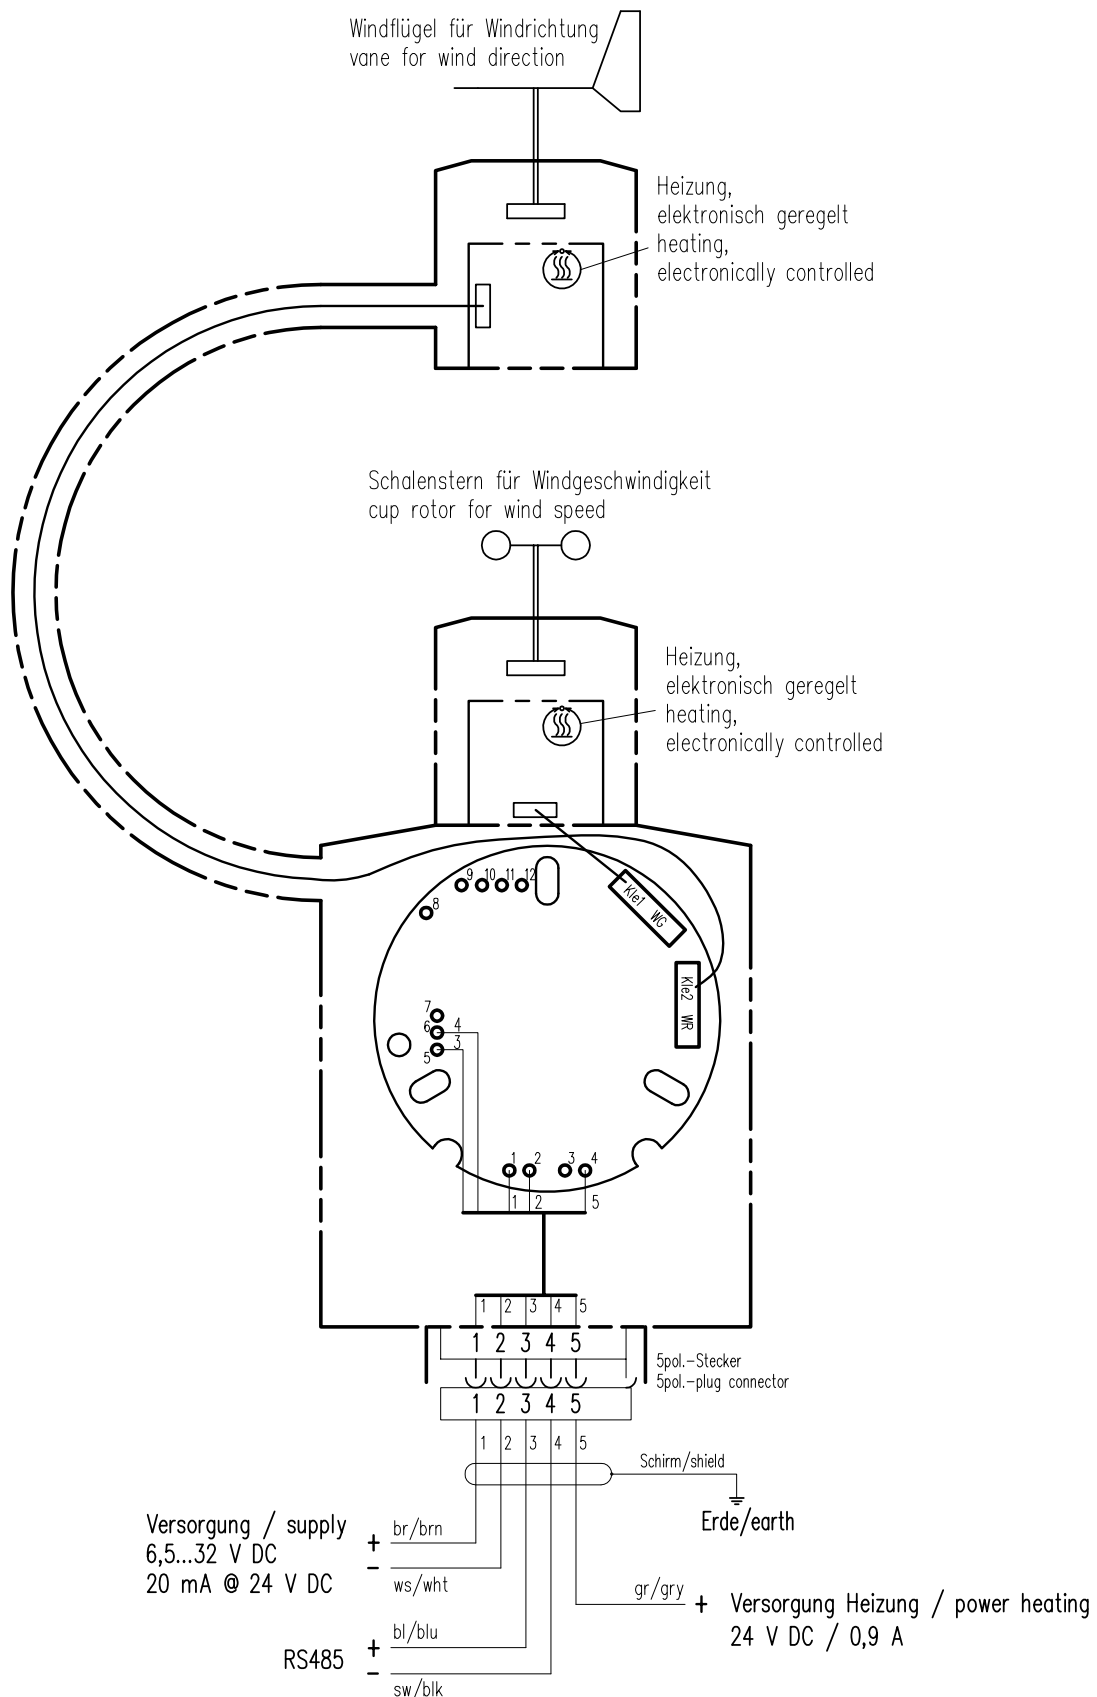 Windflügel für Windrichtung
vane for wind direction
Heizung,
elektronisch geregelt
heating,
electronically controlled
Schalenstern für Windgeschwindigkeit
cup rotor for wind speed
Heizung,
elektronisch geregelt
heating,
electronically controlled
9 10 11 12
8
Kle1 WG
Kle2 WR
7
6 4
5 3
1 2 3 4
1 2 5
1 2 3 4 5
1 2 3 4 5
5pol.-Stecker
5pol.-plug connector
1 2 3 4 5
1 2 3 4 5
Schirm/shield
Erde/earth
Versorgung / supply
6,5...32 V DC
20 mA @ 24 V DC
+ br/brn
- ws/wht
gr/gry
+ Versorgung Heizung / power heating
24 V DC / 0,9 A
RS485
+ bl/blu
- sw/blk